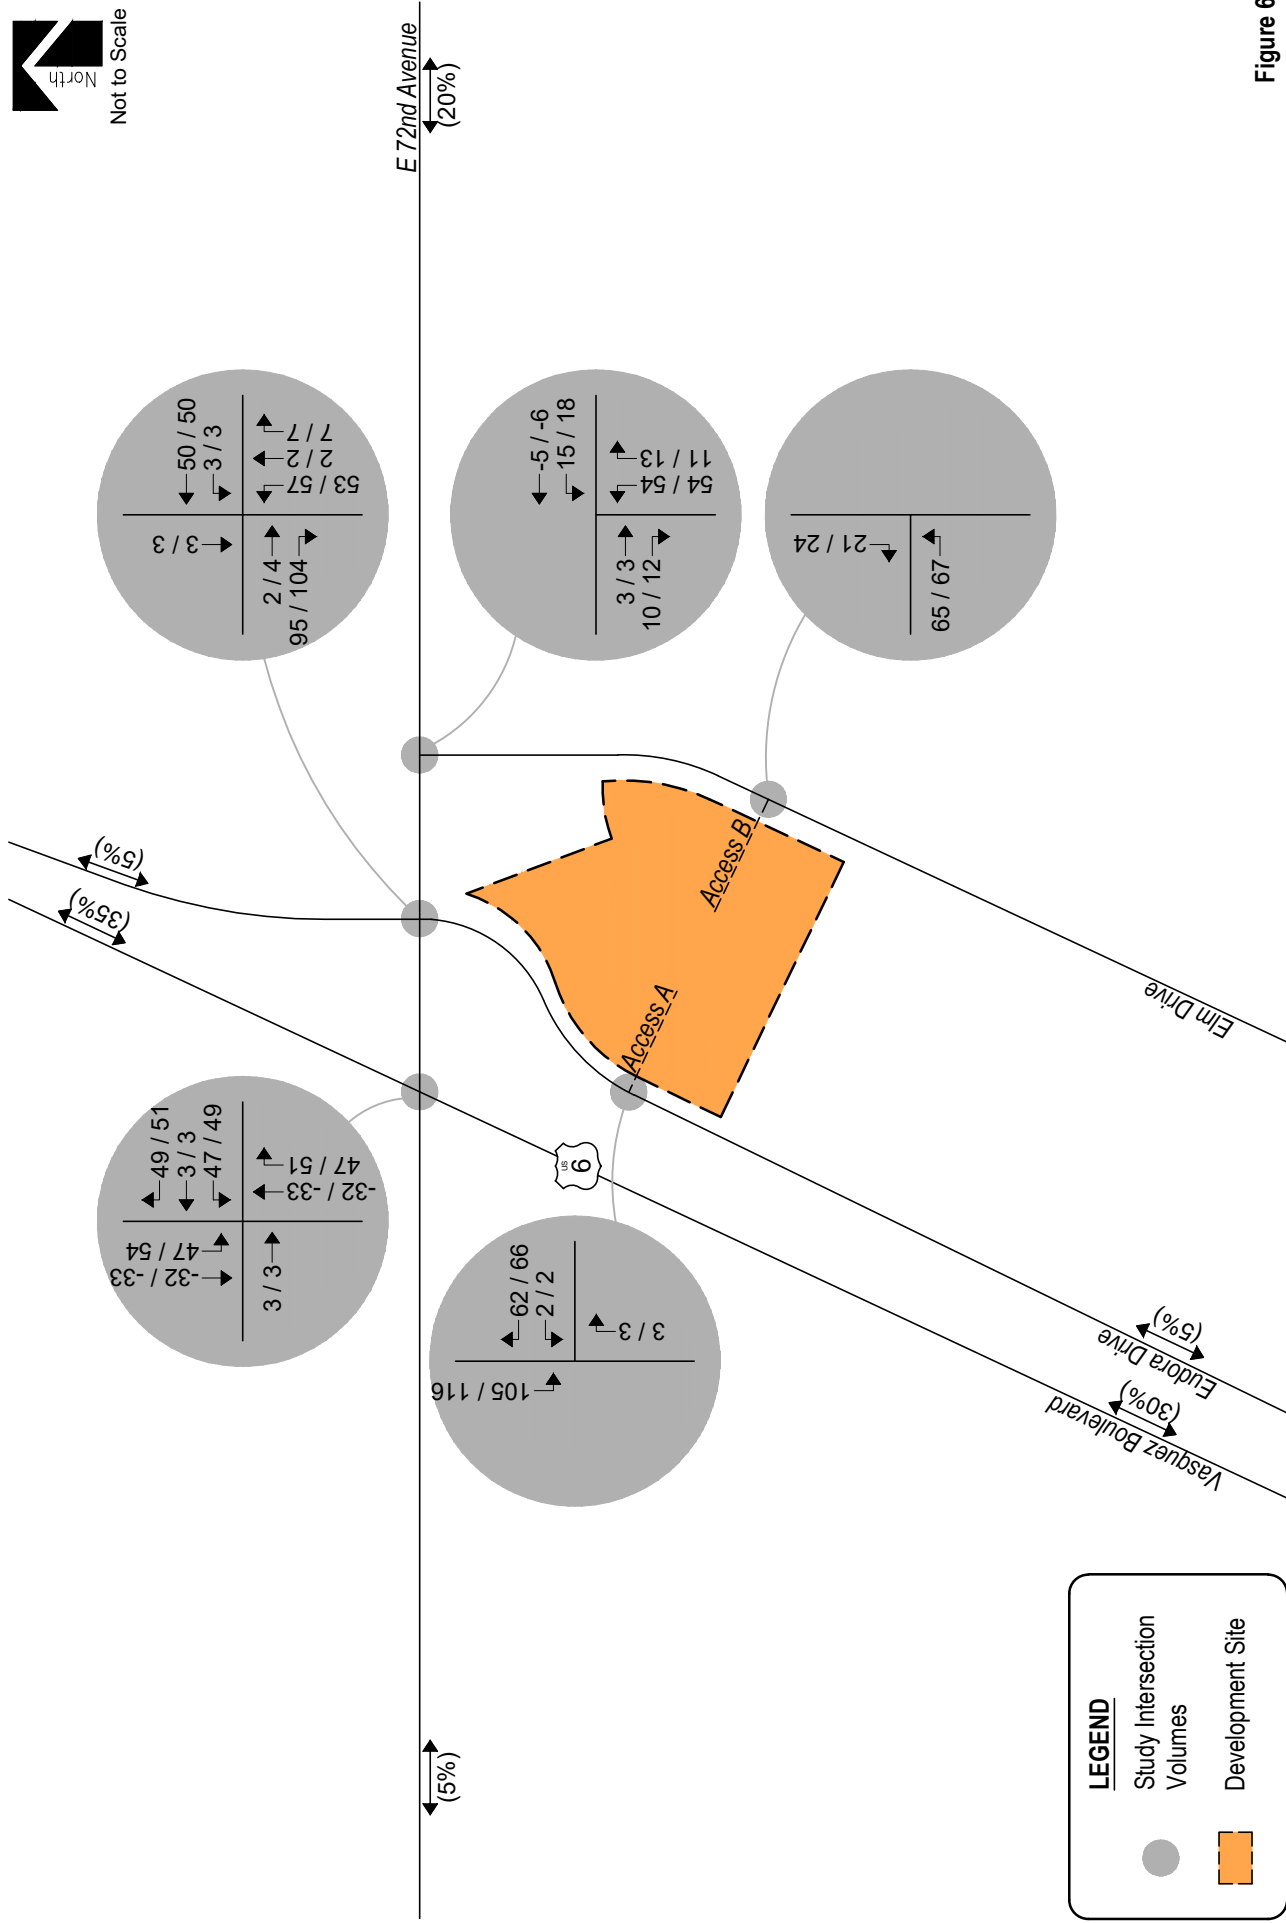 North
Not to Scale
Figure 6
E 72nd Avenue
(20%)
(5%)
(35%)
(5%)
49 / 51
3 / 3
47 / 49
47 / 54
-32 / -33
3 / 3
-32 / -33
47 / 51
50 / 50
3 / 3
3 / 3
2 / 4
95 / 104
53 / 57
2 / 2
7 / 7
-5 / -6
15 / 18
3 / 3
10 / 12
54 / 54
11 / 13
62 / 66
2 / 2
105 / 116
3 / 3
21 / 24
65 / 67
Access A
Access B
US
6
Vasquez Boulevard
(30%)
Eudora Drive
(5%)
Elm Drive
LEGEND
Study Intersection
Volumes
Development Site